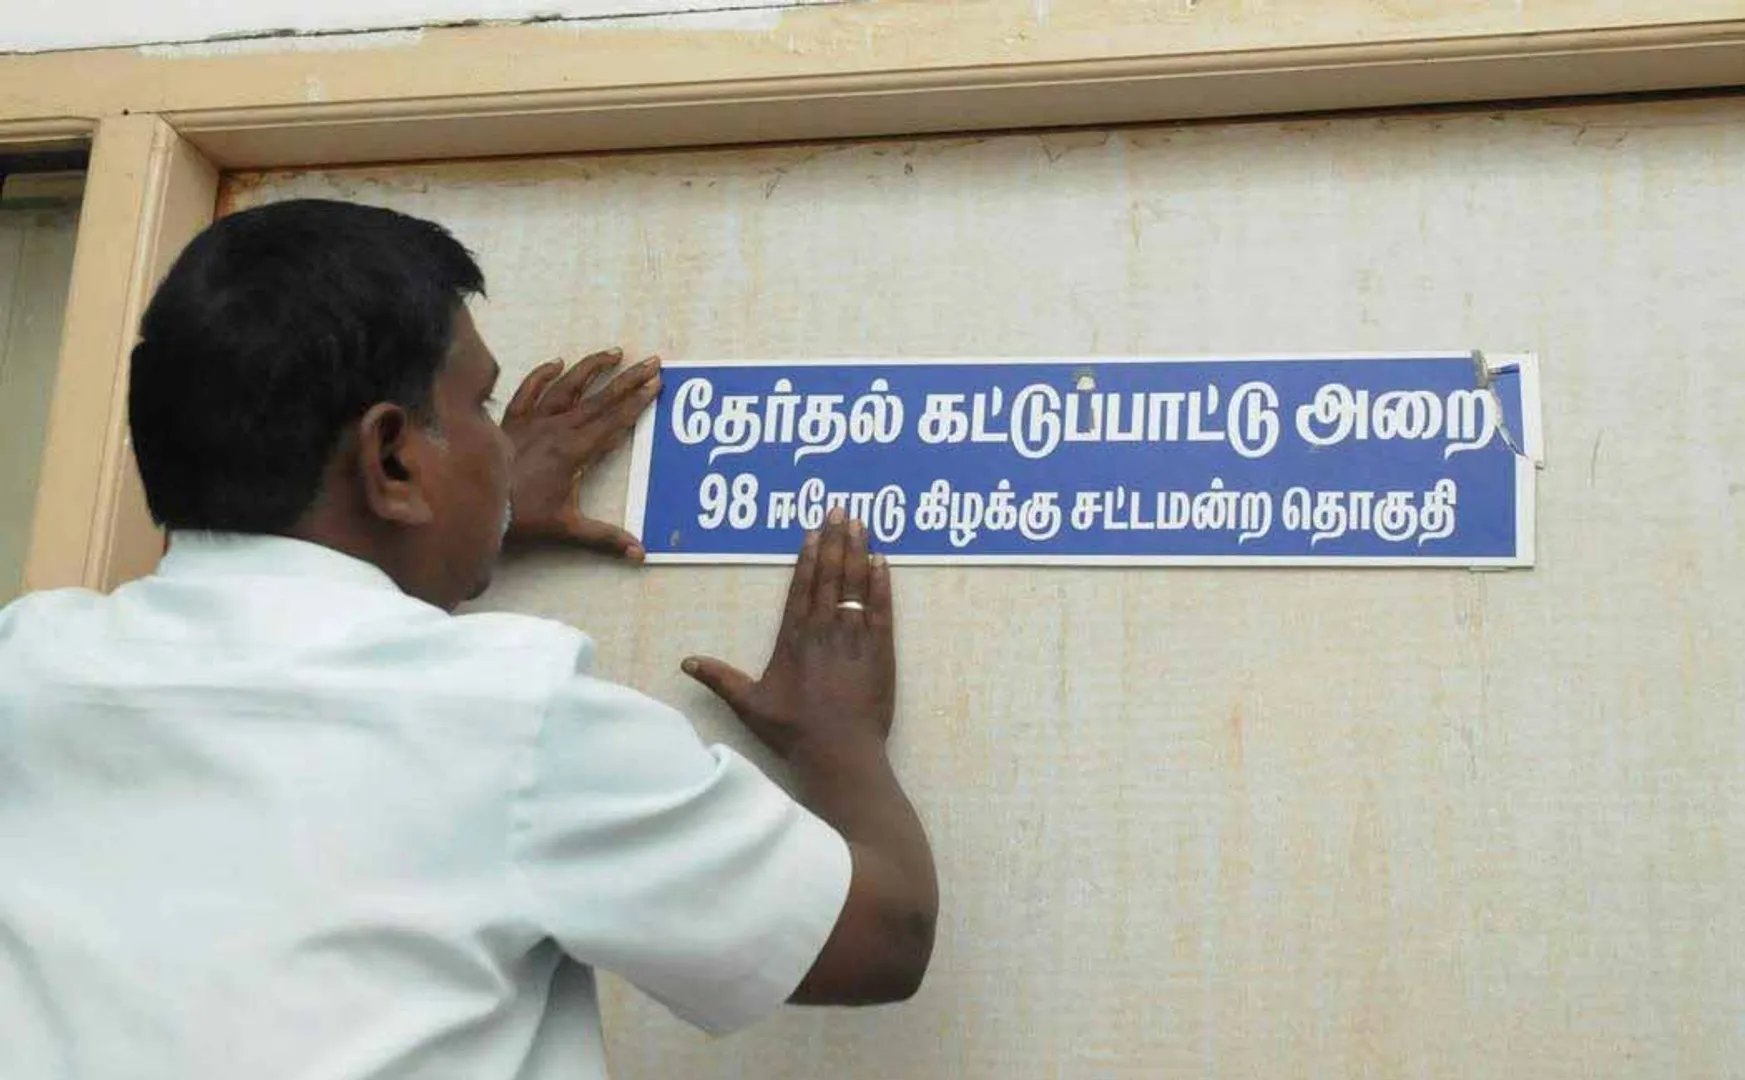 தேர்தல் கட்டுப்பாட்டு அறை
98 ஈரோடு கிழக்கு சட்டமன்ற தொகுதி